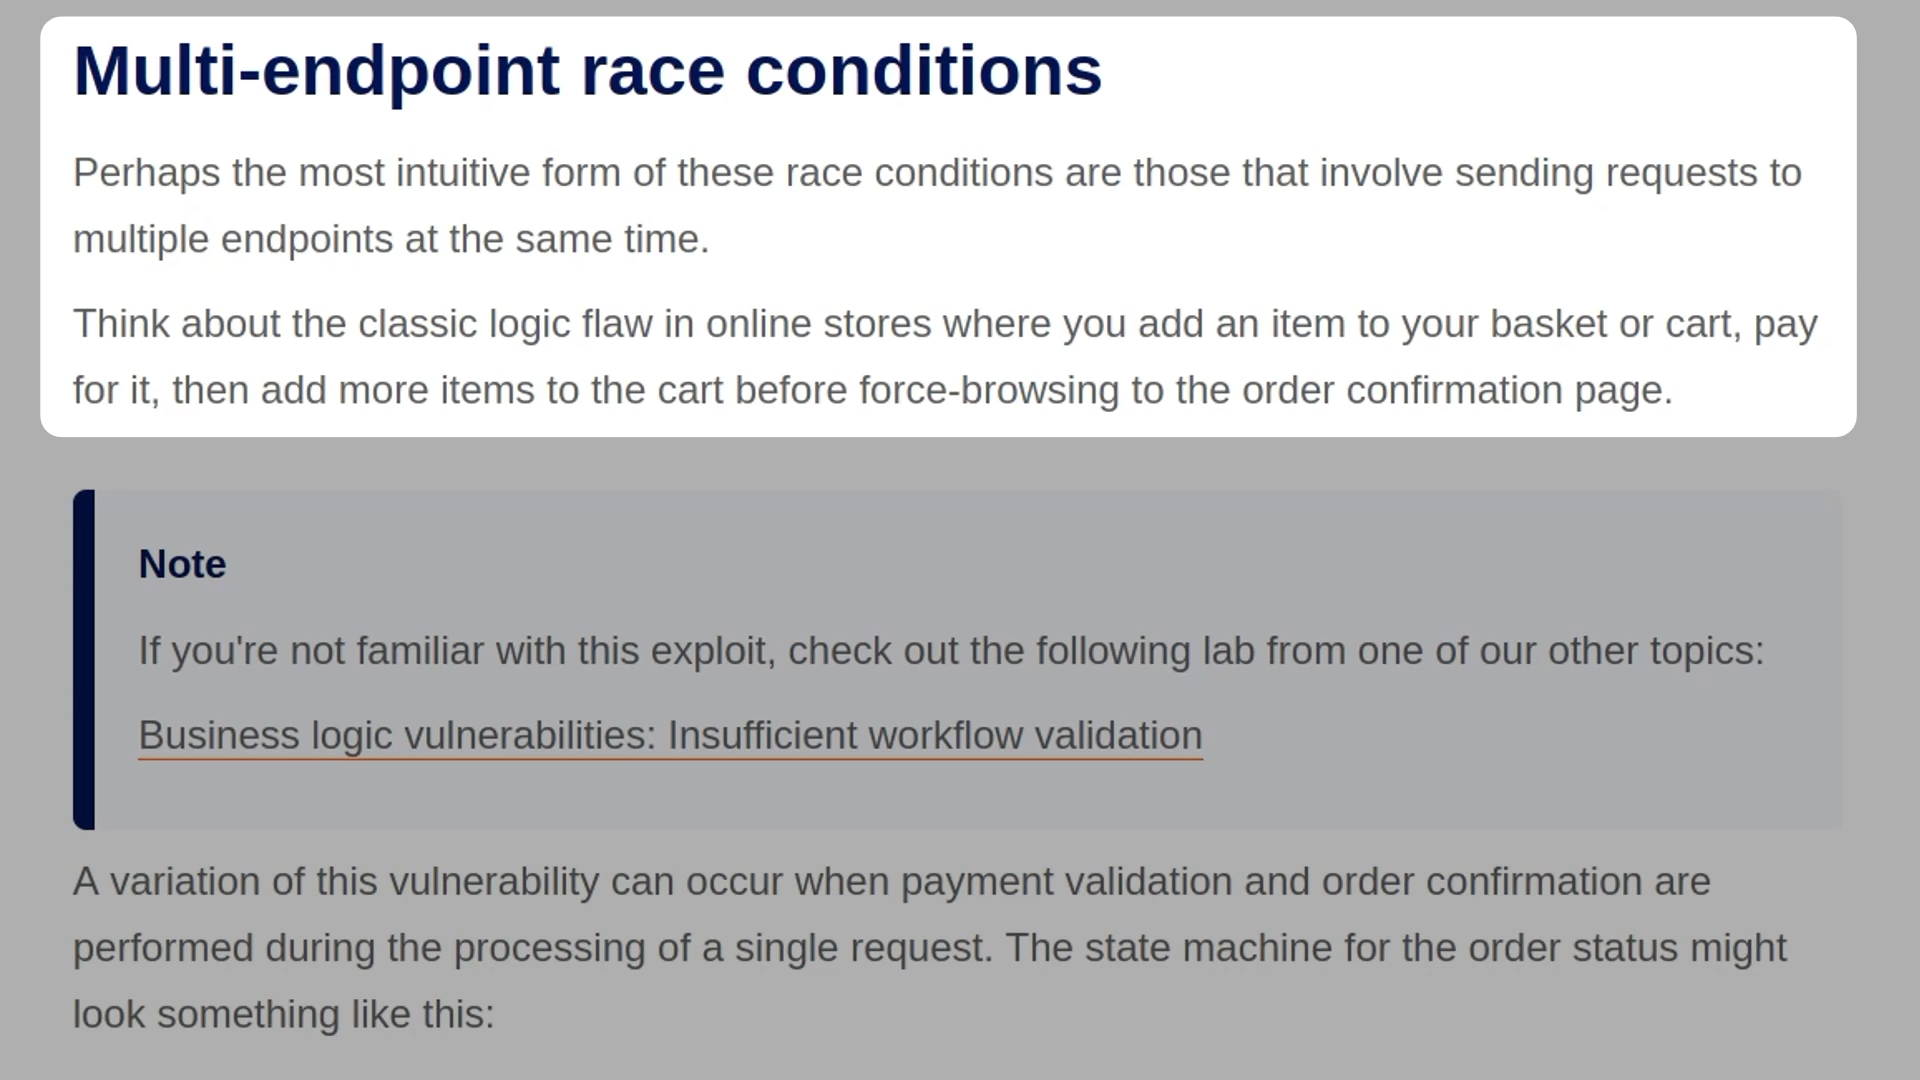 Multi-endpoint race conditions
Perhaps the most intuitive form of these race conditions are those that involve sending requests to
multiple endpoints at the same time.
Think about the classic logic flaw in online stores where you add an item to your basket or cart, pay
for it, then add more items to the cart before force-browsing to the order confirmation page.
Note
If you're not familiar with this exploit, check out the following lab from one of our other topics:
Business logic vulnerabilities: Insufficient workflow validation
A variation of this vulnerability can occur when payment validation and order confirmation are
performed during the processing of a single request. The state machine for the order status might
look something like this: